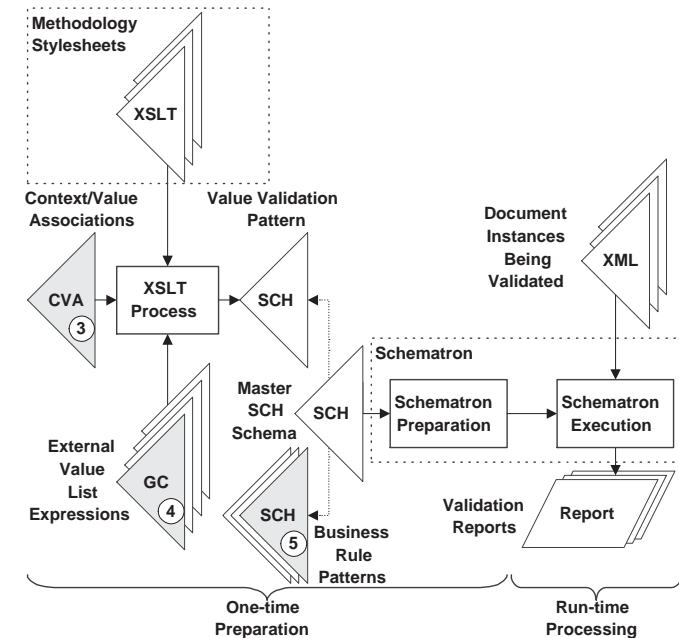 Methodology
Stylesheets
XSLT
Context/Value
Associations
Value Validation
Pattern
Document
Instances
Being
Validated
XML
CVA
3
XSLT
Process
SCH
Schematron
Master
SCH
Schema
SCH
Schematron
Preparation
Schematron
Execution
External
Value
List
Expressions
GC
4
SCH
5
Business
Rule
Patterns
Validation
Reports
Report
One-time
Preparation
Run-time
Processing